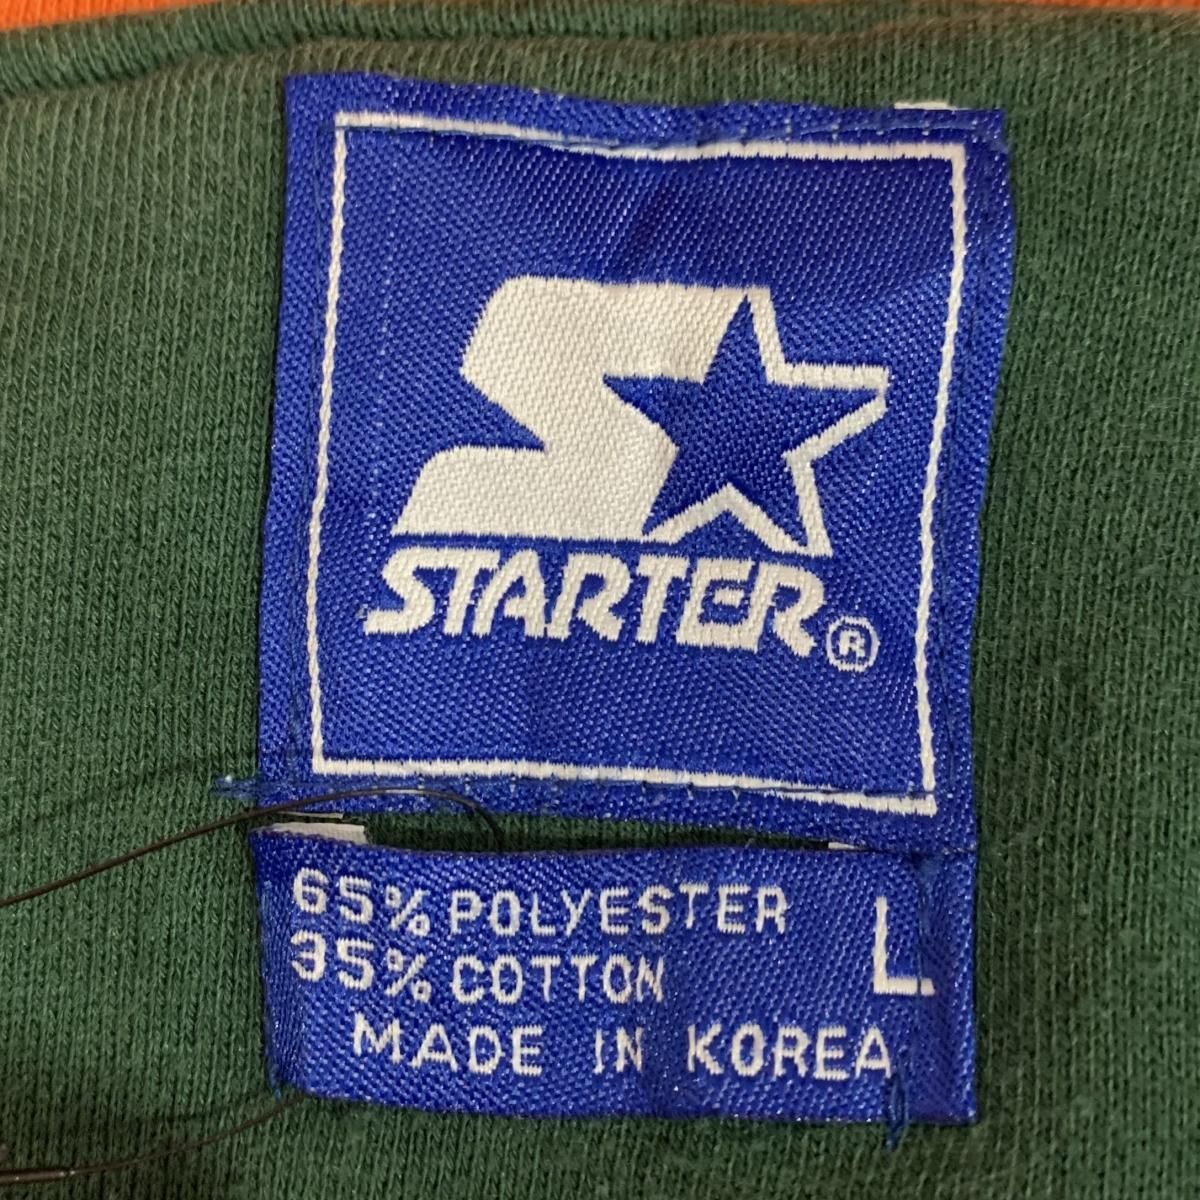 STARTER®
65% POLYESTER
35% COTTON
L
MADE IN KOREA